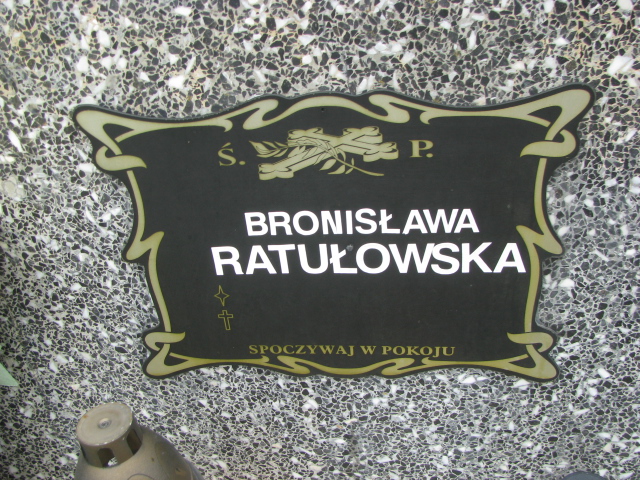 Ś. P.
BRONISŁAWA
RATUŁOWSKA
SPOCZYWAJ W POKOJU